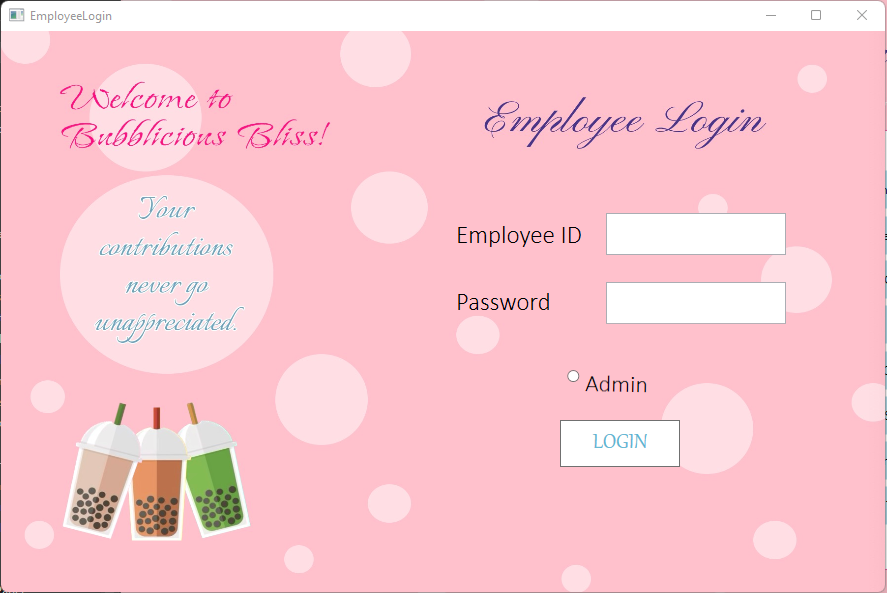 EmployeeLogin
Welcome to
Bubblicious Bliss!
Your
contributions
never go
unappreciated.
Employee Login
Employee ID
Password
Admin
LOGIN